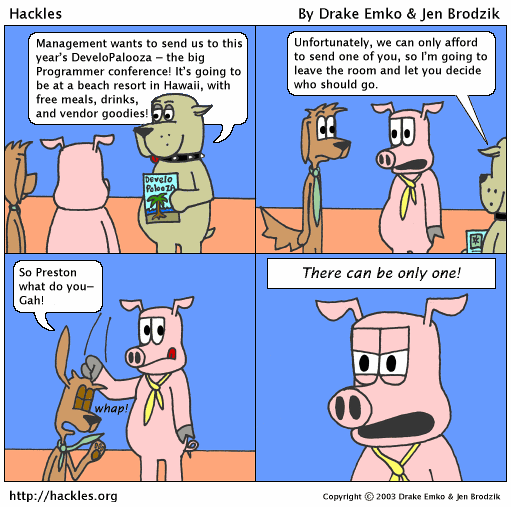 Hackles
By Drake Emko & Jen Brodzik
Management wants to send us to this
year's DeveloPalooza – the big
Programmer conference! It's going to
be at a beach resort in Hawaii, with
free meals, drinks,
and vendor goodies!
Develo
PalooZA
Unfortunately, we can only afford
to send one of you, so I'm going to
leave the room and let you decide
who should go.
So Preston
what do you—
Gah!
whap!
There can be only one!
http://hackles.org
Copyright © 2003 Drake Emko & Jen Brodzik